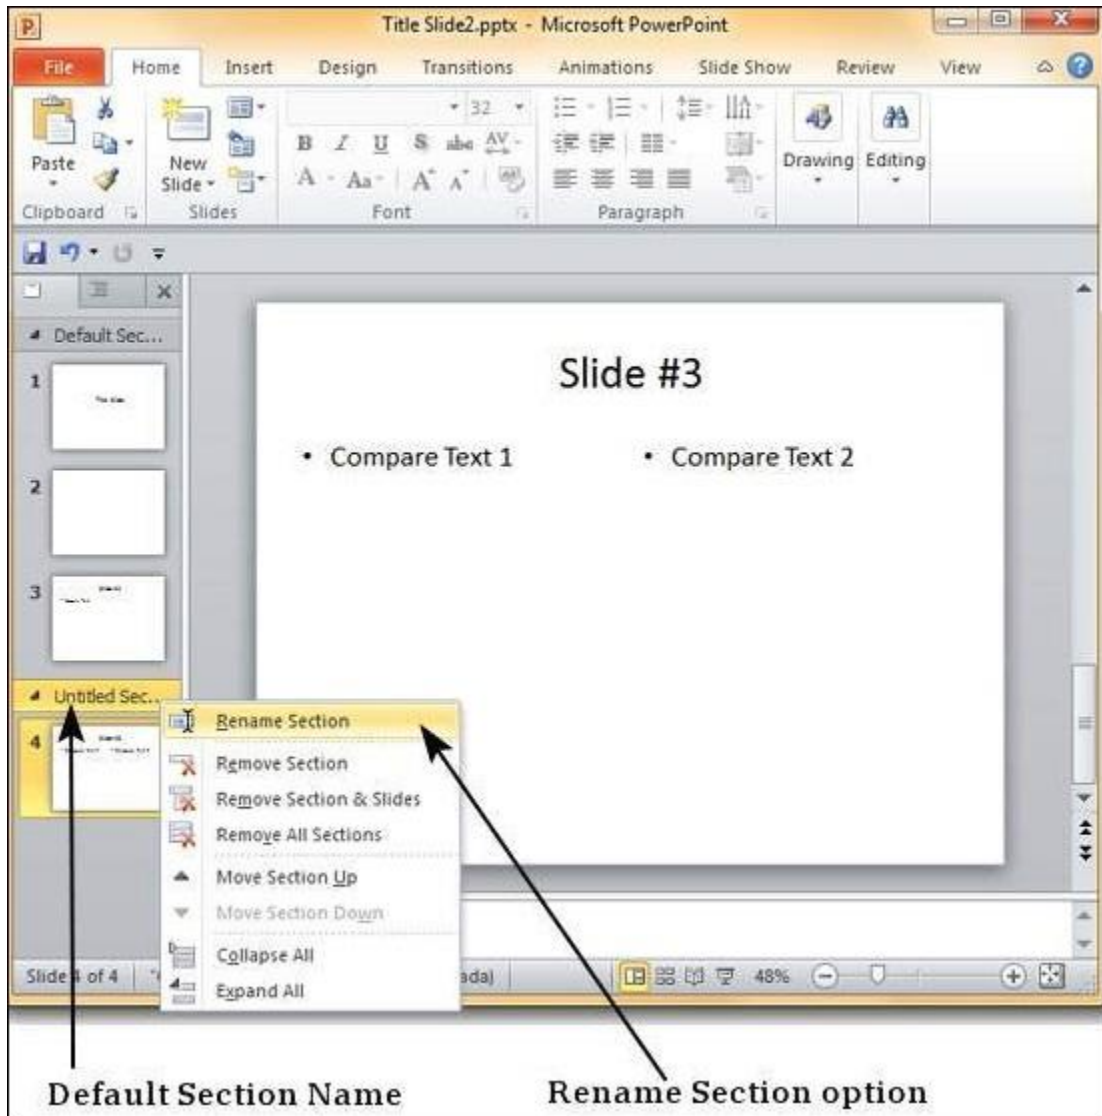 Title Slide2.pptx - Microsoft PowerPoint
File Home Insert Design Transitions Animations Slide Show Review View
32
B I U S abc AV
Paste New Slide A Aa A A Drawing Editing
Clipboard Slides Font Paragraph
Default Sec...
1
2
3
Untitled Sec...
4
Slide #3
• Compare Text 1
• Compare Text 2
Rename Section
Remove Section
Remove Section & Slides
Remove All Sections
Move Section Up
Move Section Down
Collapse All
Expand All
Slide 4 of 4 ada) 48%
Default Section Name
Rename Section option